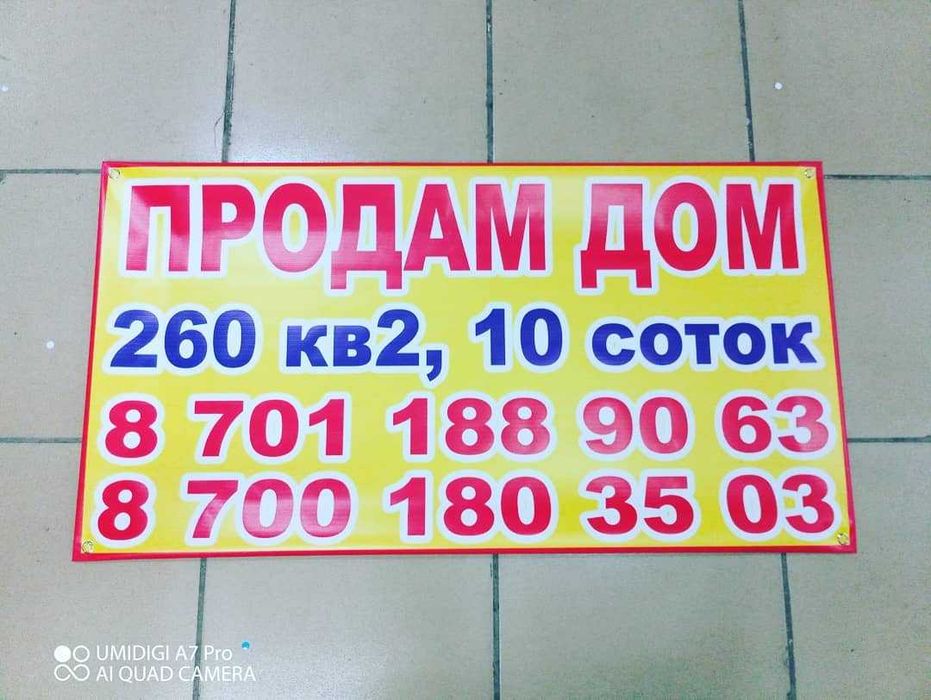 ПРОДАМ ДОМ
260 кв2, 10 соток
8 701 188 90 63
8 700 180 35 03
UMIDIGI A7 Pro
AI QUAD CAMERA